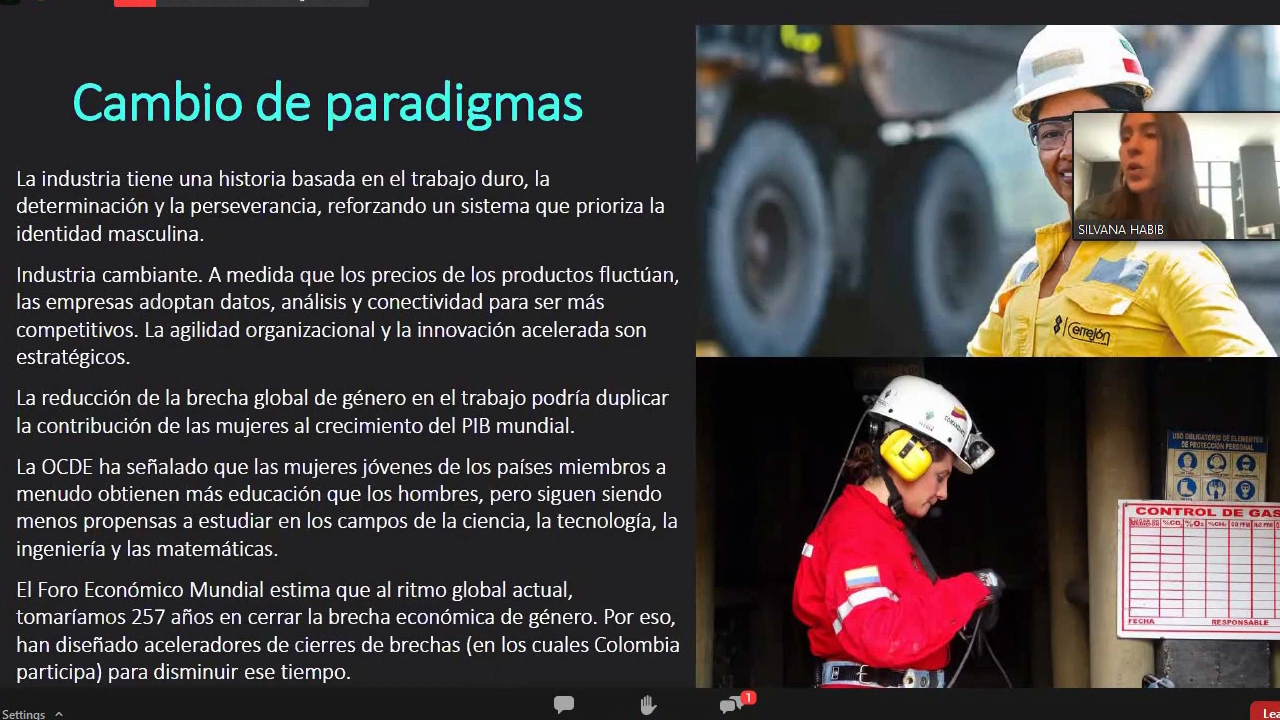 Cambio de paradigmas
La industria tiene una historia basada en el trabajo duro, la
determinación y la perseverancia, reforzando un sistema que prioriza la
identidad masculina.
Industria cambiante. A medida que los precios de los productos fluctúan,
las empresas adoptan datos, análisis y conectividad para ser más
competitivos. La agilidad organizacional y la innovación acelerada son
estratégicos.
La reducción de la brecha global de género en el trabajo podría duplicar
la contribución de las mujeres al crecimiento del PIB mundial.
La OCDE ha señalado que las mujeres jóvenes de los países miembros a
menudo obtienen más educación que los hombres, pero siguen siendo
menos propensas a estudiar en los campos de la ciencia, la tecnología, la
ingeniería y las matemáticas.
El Foro Económico Mundial estima que al ritmo global actual,
tomaríamos 257 años en cerrar la brecha económica de género. Por eso,
han diseñado aceleradores de cierres de brechas (en los cuales Colombia
participa) para disminuir ese tiempo.
SILVANA HABIB
Cerrejón
USO OBLIGATORIO DE ELEMENTOS
DE PROTECCIÓN PERSONAL
CONTROL DE GAS
FECHA RESPONSABLE
Settings
1
Lea